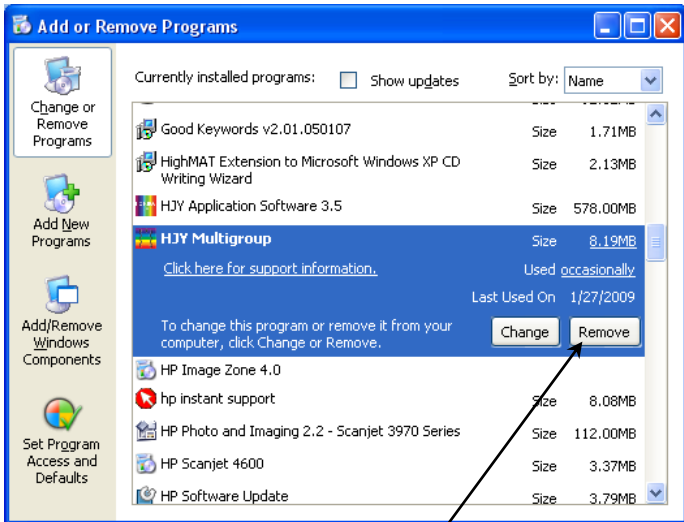 Add or Remove Programs
Currently installed programs:
Show updates
Sort by:
Name
Change or
Remove
Programs
Add New
Programs
Add/Remove
Windows
Components
Set Program
Access and
Defaults
Good Keywords v2.01.050107 Size 1.71MB
HighMAT Extension to Microsoft Windows XP CD Size 2.13MB
Writing Wizard
HJY Application Software 3.5 Size 578.00MB
HJY Multigroup Size 8.19MB
Click here for support information. Used occasionally
Last Used On 1/27/2009
To change this program or remove it from your
computer, click Change or Remove.
Change Remove
HP Image Zone 4.0
hp instant support Size 8.08MB
HP Photo and Imaging 2.2 - Scanjet 3970 Series Size 112.00MB
HP Scanjet 4600 Size 3.37MB
HP Software Update Size 3.79MB